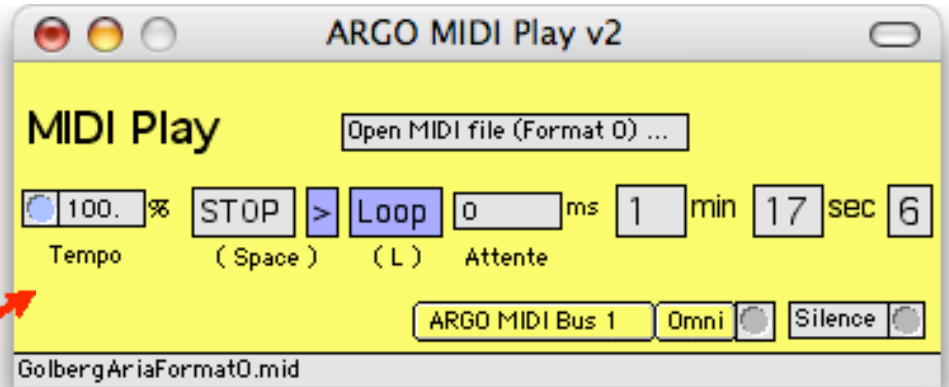 ARGO MIDI Play v2
MIDI Play
Open MIDI file (Format 0) ...
100. % STOP > Loop 0 ms 1 min 17 sec 6
Tempo (Space) (L) Attente
ARGO MIDI Bus 1 Omni Silence
GolbergAriaFormat0.mid